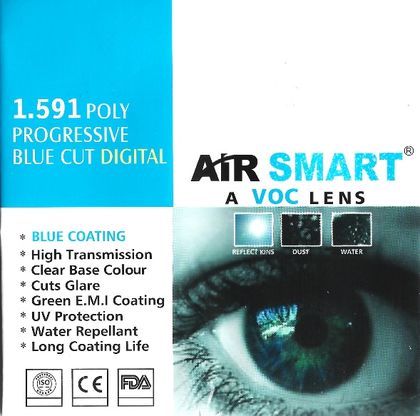 1.591 POLY
PROGRESSIVE
BLUE CUT DIGITAL
AiR SMART®
A VOC LENS
REFLECT KINS DUST WATER
* BLUE COATING
* High Transmission
* Clear Base Colour
* Cuts Glare
* Green E.M.I Coating
* UV Protection
* Water Repellant
* Long Coating Life
ISO
CE
FDA